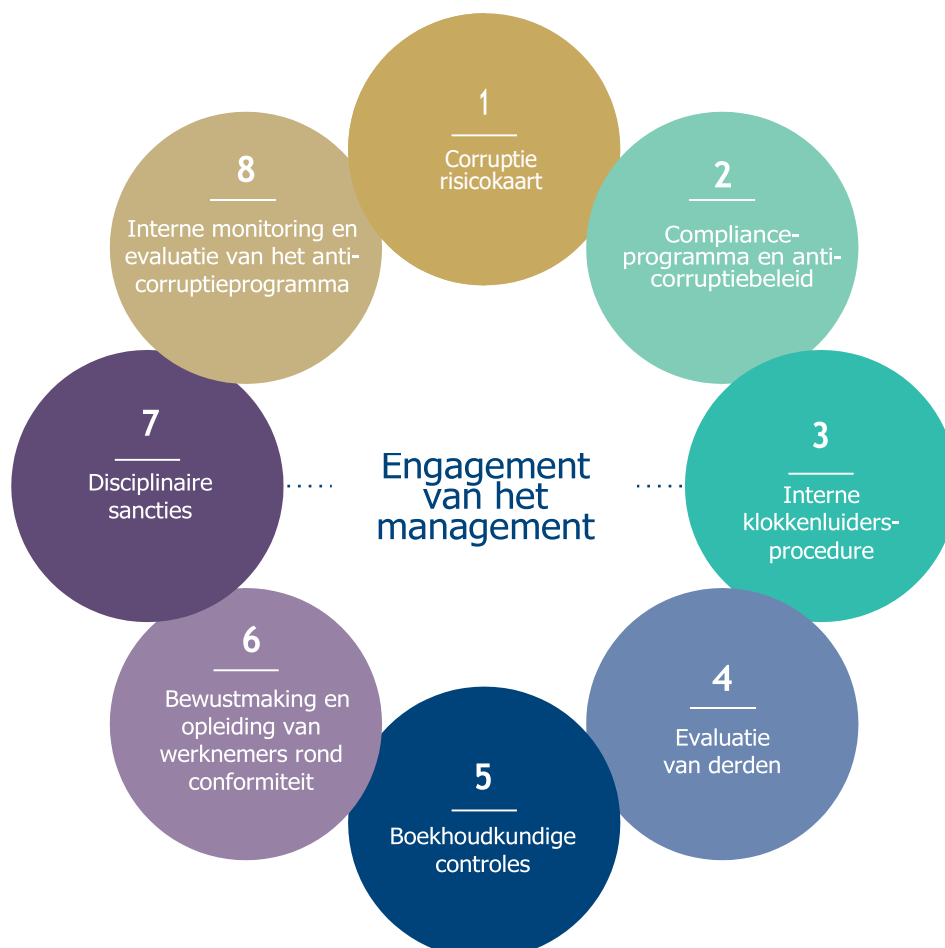 1
Corruptie
risicokaart
2
Compliance-
programma en anti-
corruptiebeleid
3
Interne
klokkenluiders-
procedure
4
Evaluatie
van derden
5
Boekhoudkundige
controles
6
Bewustmaking en
opleiding van
werknemers rond
conformiteit
7
Disciplinaire
sancties
8
Interne monitoring en
evaluatie van het anti-
corruptieprogramma
Engagement
van het
management